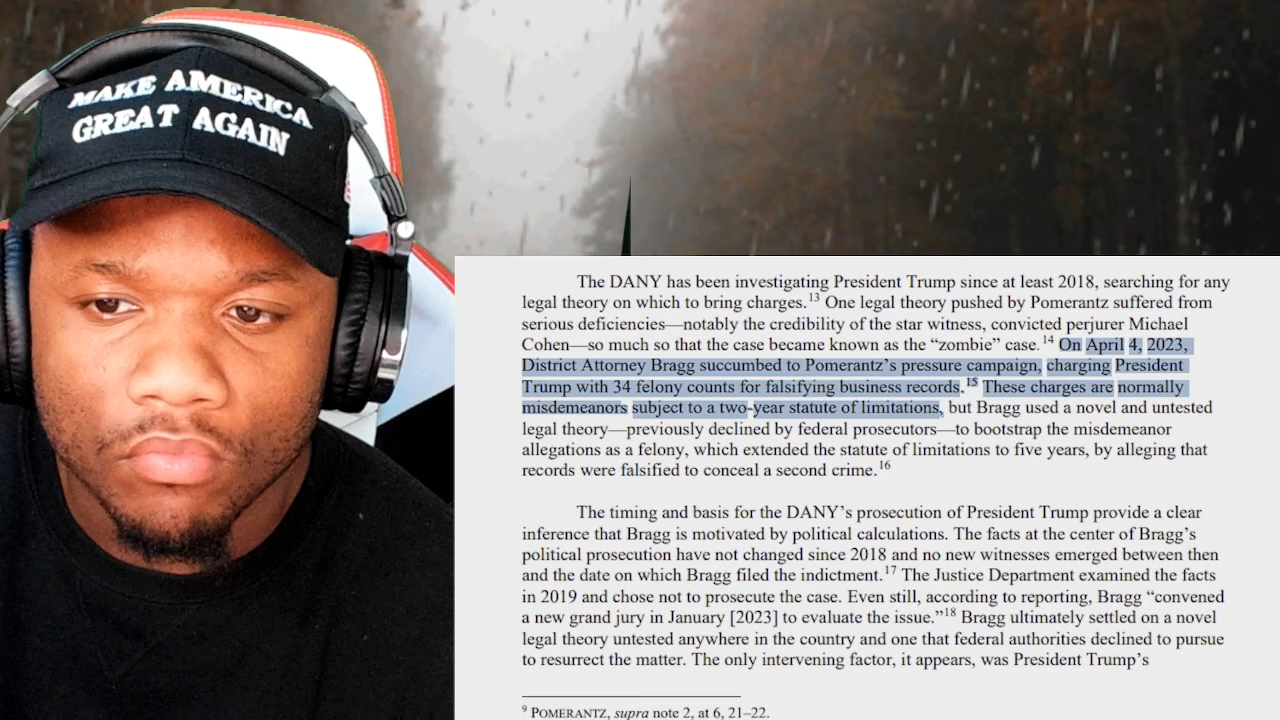 MAKE AMERICA
GREAT AGAIN
The DANY has been investigating President Trump since at least 2018, searching for any
legal theory on which to bring charges.13 One legal theory pushed by Pomerantz suffered from
serious deficiencies—notably the credibility of the star witness, convicted perjurer Michael
Cohen—so much so that the case became known as the “zombie” case.14 On April 4, 2023,
District Attorney Bragg succumbed to Pomerantz’s pressure campaign, charging President
Trump with 34 felony counts for falsifying business records.15 These charges are normally
misdemeanors subject to a two-year statute of limitations, but Bragg used a novel and untested
legal theory—previously declined by federal prosecutors—to bootstrap the misdemeanor
allegations as a felony, which extended the statute of limitations to five years, by alleging that
records were falsified to conceal a second crime.16
The timing and basis for the DANY’s prosecution of President Trump provide a clear
inference that Bragg is motivated by political calculations. The facts at the center of Bragg’s
political prosecution have not changed since 2018 and no new witnesses emerged between then
and the date on which Bragg filed the indictment.17 The Justice Department examined the facts
in 2019 and chose not to prosecute the case. Even still, according to reporting, Bragg “convened
a new grand jury in January [2023] to evaluate the issue.”18 Bragg ultimately settled on a novel
legal theory untested anywhere in the country and one that federal authorities declined to pursue
to resurrect the matter. The only intervening factor, it appears, was President Trump’s
9 POMERANTZ, supra note 2, at 6, 21–22.